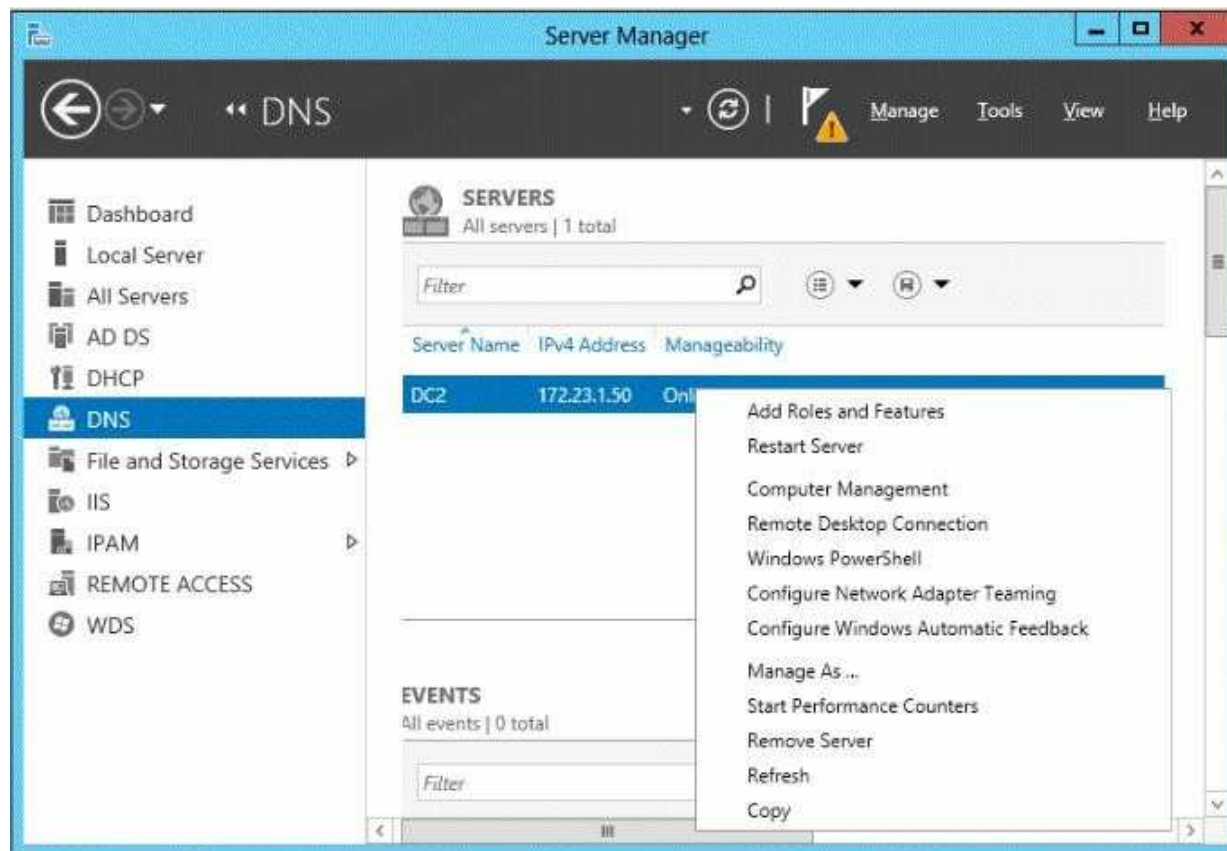 Server Manager
DNS
Manage Tools View Help
Dashboard
Local Server
All Servers
AD DS
DHCP
DNS
File and Storage Services
IIS
IPAM
REMOTE ACCESS
WDS
SERVERS
All servers | 1 total
Filter
Server Name IPv4 Address Manageability
DC2 172.23.1.50 Onl
Add Roles and Features
Restart Server
Computer Management
Remote Desktop Connection
Windows PowerShell
Configure Network Adapter Teaming
Configure Windows Automatic Feedback
Manage As ...
Start Performance Counters
Remove Server
Refresh
Copy
EVENTS
All events | 0 total
Filter